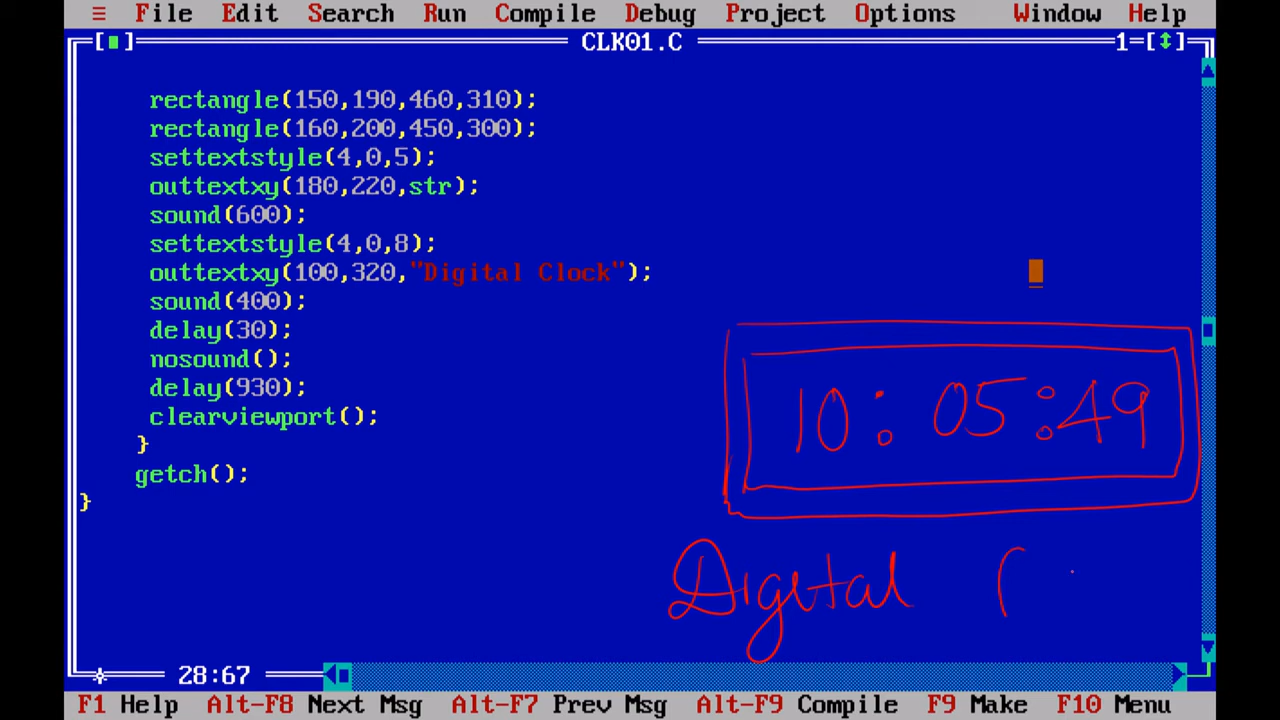 ≡ File Edit Search Run Compile Debug Project Options Window Help
[■] CLK01.C 1=[↕]
rectangle(150,190,460,310);
rectangle(160,200,450,300);
settextstyle(4,0,5);
outtextxy(180,220,str);
sound(600);
settextstyle(4,0,8);
outtextxy(100,320,"Digital Clock");
sound(400);
delay(30);
nosound();
delay(930);
clearviewport();
}
getch();
}
10:05:49
Digital
28:67
F1 Help Alt-F8 Next Msg Alt-F7 Prev Msg Alt-F9 Compile F9 Make F10 Menu